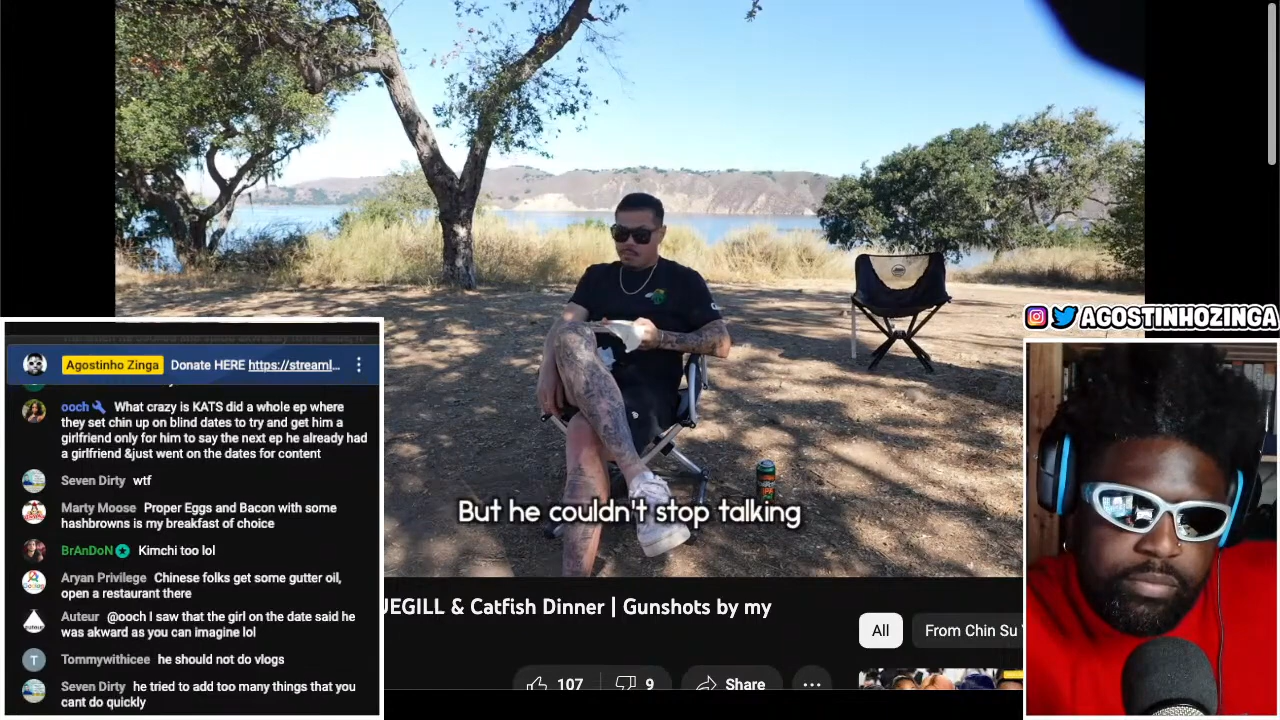 AGOSTINHOZINGA
Agostinho Zinga Donate HERE https://streaml...
ooch What crazy is KATS did a whole ep where
they set chin up on blind dates to try and get him a
girlfriend only for him to say the next ep he already had
a girlfriend &just went on the dates for content
Seven Dirty wtf
Marty Moose Proper Eggs and Bacon with some
hashbrowns is my breakfast of choice
BrAnDoN Kimchi too lol
Aryan Privilege Chinese folks get some gutter oil,
open a restaurant there
Auteur @ooch I saw that the girl on the date said he
was akward as you can imagine lol
Tommywithicee he should not do vlogs
Seven Dirty he tried to add too many things that you
cant do quickly
But he couldn't stop talking
UEGILL & Catfish Dinner | Gunshots by my
All
From Chin Su
107
9
Share